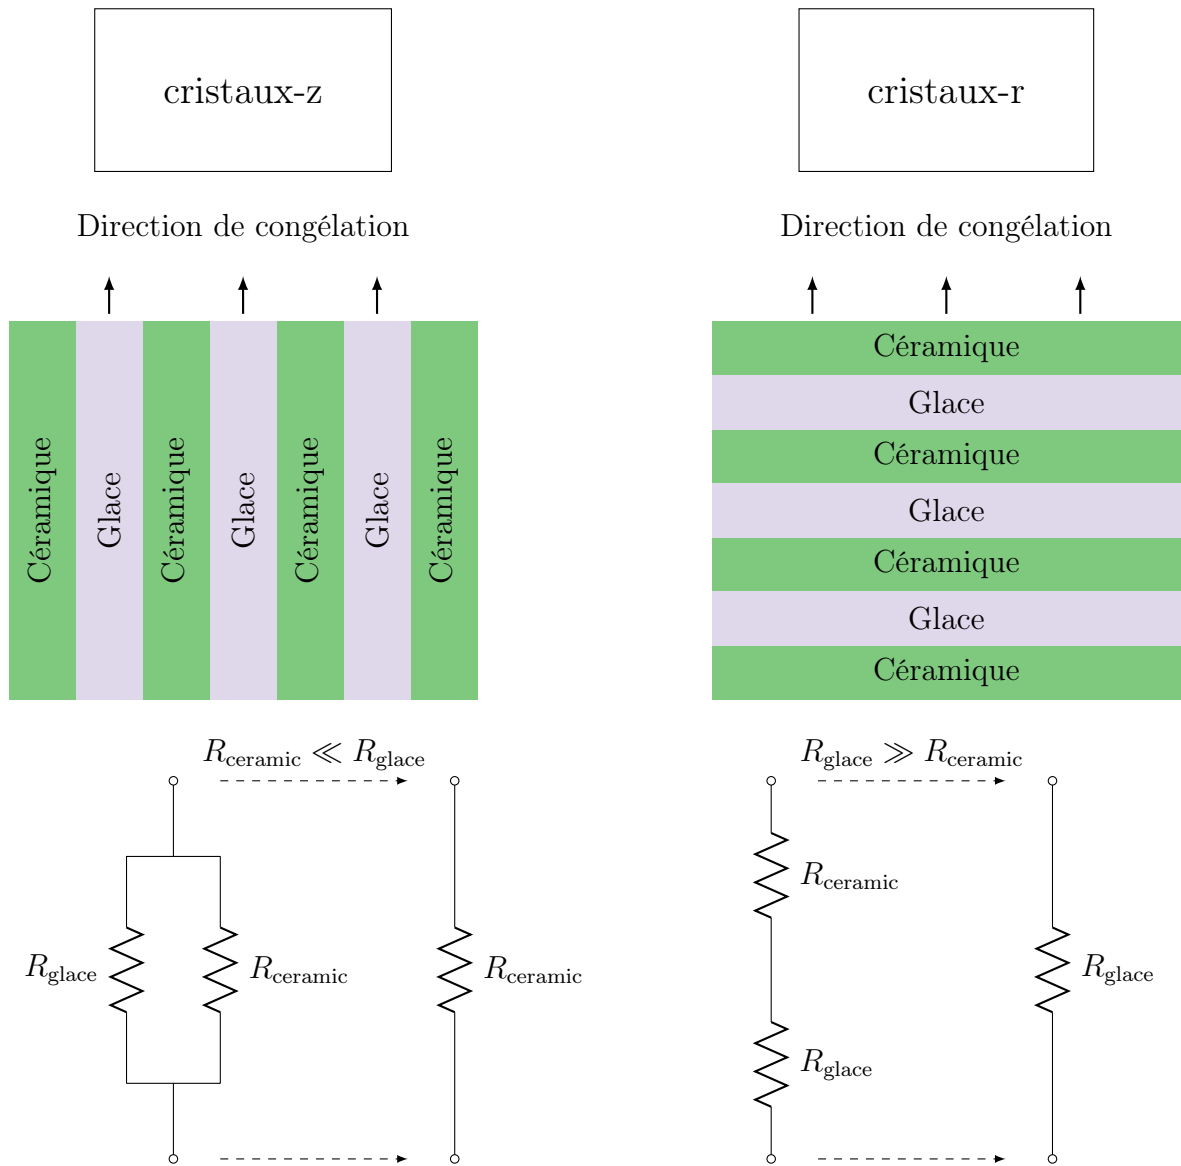 cristaux-z
Direction de congélation
Céramique
Glace
Céramique
Glace
Céramique
Glace
Céramique
R_ceramic ≪ R_glace
R_glace
R_ceramic
R_ceramic
cristaux-r
Direction de congélation
Céramique
Glace
Céramique
Glace
Céramique
Glace
Céramique
R_glace ≫ R_ceramic
R_ceramic
R_glace
R_glace